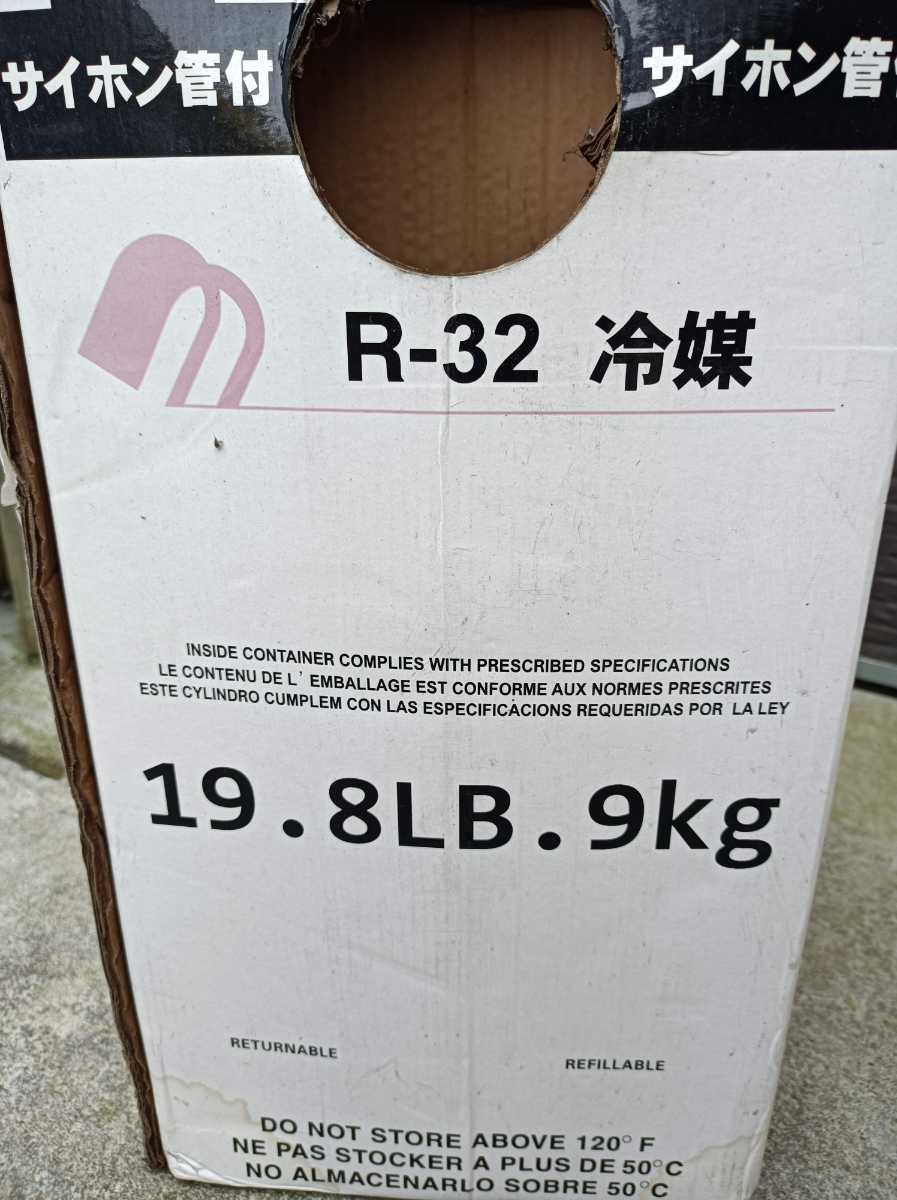 サイホン管付
サイホン管
R-32 冷媒
INSIDE CONTAINER COMPLIES WITH PRESCRIBED SPECIFICATIONS
LE CONTENU DE L' EMBALLAGE EST CONFORME AUX NORMES PRESCRITES
ESTE CYLINDRO CUMPLEM CON LAS ESPECIFICÀCIONS REQUERIDAS POR LA LEY
19.8LB.9kg
RETURNABLE
REFILLABLE
DO NOT STORE ABOVE 120°F
NE PAS STOCKER A PLUS DE 50°C
NO ALMACENARLO SOBRE 50°C